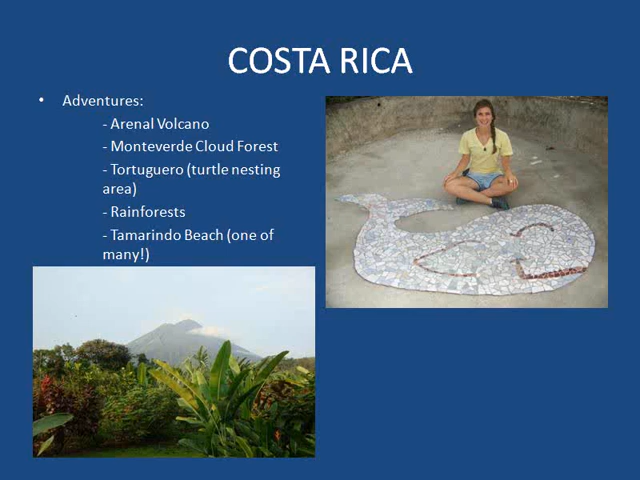 COSTA RICA
• Adventures:
- Arenal Volcano
- Monteverde Cloud Forest
- Tortuguero (turtle nesting
area)
- Rainforests
- Tamarindo Beach (one of
many!)